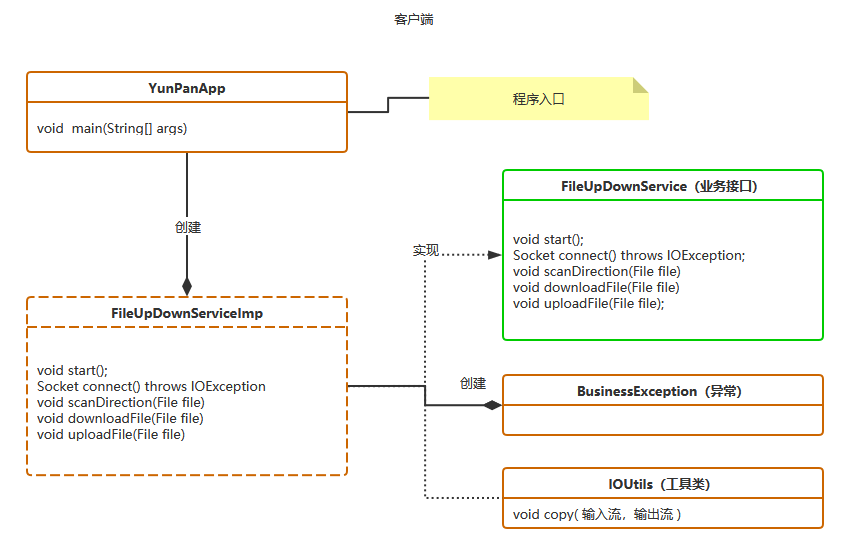 客户端
YunPanApp
void  main(String[] args)
程序入口
创建
FileUpDownService（业务接口）
void start();
Socket connect() throws IOException;
void scanDirection(File file)
void downloadFile(File file)
void uploadFile(File file);
实现
FileUpDownServiceImp
void start();
Socket connect() throws IOException
void scanDirection(File file)
void downloadFile(File file)
void uploadFile(File file)
创建
BusinessException（异常）
IOUtils（工具类）
void copy( 输入流，输出流 )